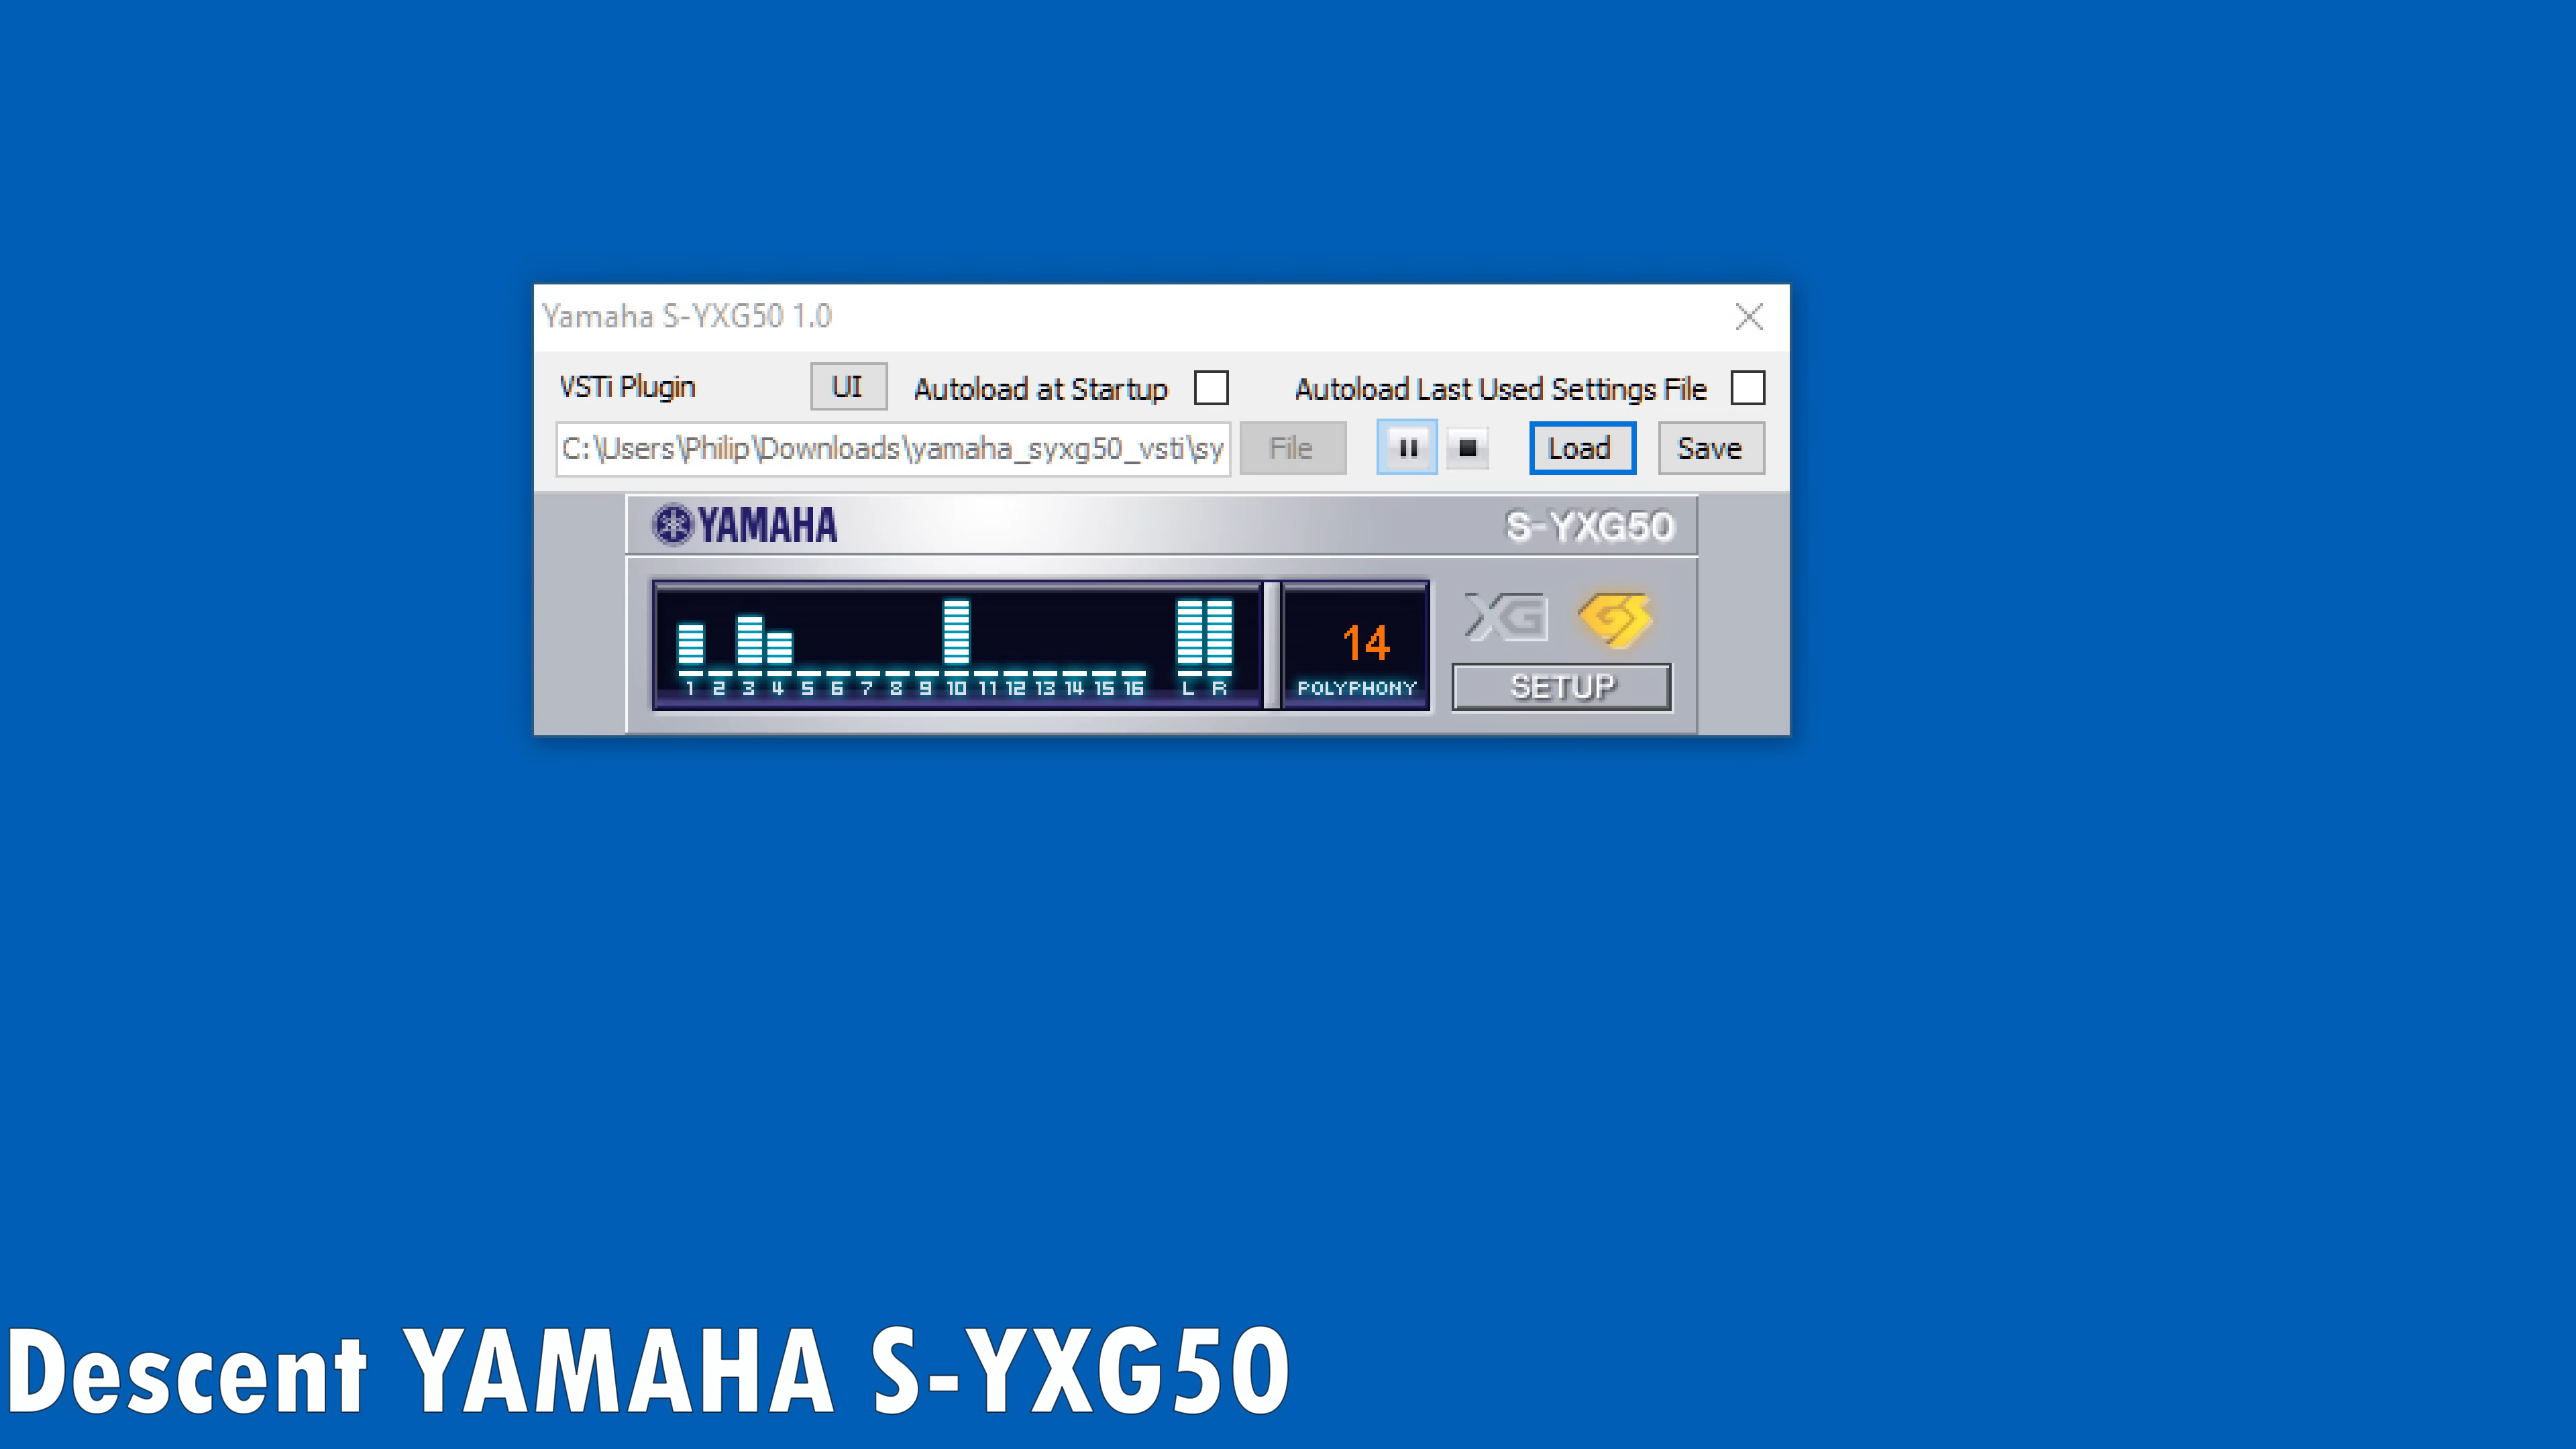 Yamaha S-YXG50 1.0
VSTi Plugin UI Autoload at Startup Autoload Last Used Settings File
C:\Users\Philip\Downloads\yamaha_syxg50_vsti\sy File Load Save
YAMAHA S-YXG50
XG GS
14
1 2 3 4 5 6 7 8 9 10 11 12 13 14 15 16 L R POLYPHONY SETUP
Descent YAMAHA S-YXG50